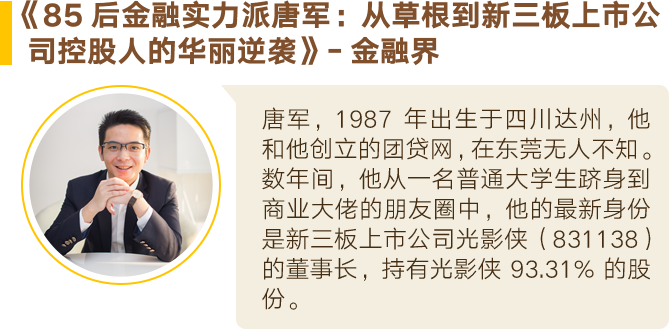 《85 后金融实力派唐军：从草根到新三板上市公
司控股人的华丽逆袭》- 金融界
唐军，1987 年出生于四川达州，他
和他创立的团贷网，在东莞无人不知。
数年间，他从一名普通大学生跻身到
商业大佬的朋友圈中，他的最新身份
是新三板上市公司光影侠（831138）
的董事长，持有光影侠 93.31% 的股
份。